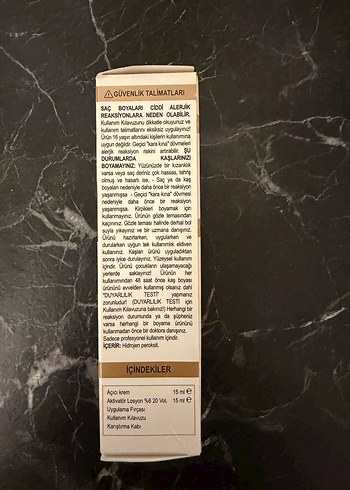 ⚠ GÜVENLİK TALİMATLARI
SAÇ BOYALARI CİDDİ ALERJİK
REAKSİYONLARA NEDEN OLABİLİR.
Kullanım Kılavuzunu dikkatle okuyunuz ve
kullanım talimatlarını eksiksiz uygulayınız!
Ürün 16 yaşın altındaki kişilerin kullanımına
uygun değildir. Geçici "kara kına" dövmeleri
alerjik reaksiyon riskini artırabilir. ŞU
DURUMLARDA KAŞLARINIZI
BOYAMAYINIZ: Yüzünüzde bir kızarıklık
varsa veya saç deriniz çok hassas, tahriş
olmuş ve hasarlı ise, - Saç ya da kaş
boyaları nedeniyle daha önce bir reaksiyon
yaşanmışsa - Geçici "kara kına" dövmesi
nedeniyle daha önce bir reaksiyon
yaşanmışsa. Kirpikleri boyamak için
kullanmayınız. Ürünün gözle temasından
kaçınınız. Gözle teması halinde derhal bol
suyla yıkayınız ve bir uzmana danışınız.
Ürünü hazırlarken, uygularken ve
durularken uygun tek kullanımlık eldiven
kullanınız. Kaşları ürünü uyguladıktan
sonra iyice durulayınız. Yüzeysel kullanım
içindir. Ürünü çocukların ulaşamayacağı
yerlerde saklayınız! Ürünün her
kullanımından 48 saat önce kaş boyası
ürününü evvelden kullanmış olsanız dahi
"DUYARLILIK TESTİ" yapmanız
zorunludur! (DUYARLILIK TESTİ için
Kullanım Kılavuzuna bakınız!) Herhangi bir
reaksiyon durumunda ya da şüpheniz
varsa herhangi bir boyama ürününü
kullanmadan önce bir doktora danışınız.
Sadece profesyonel kullanım içindir.
İÇERİR: Hidrojen peroksit.
İÇİNDEKİLER
Açıcı krem 15 ml ℮
Aktivatör Losyon %6 20 Vol. 15 ml ℮
Uygulama Fırçası
Kullanım Kılavuzu
Karıştırma Kabı